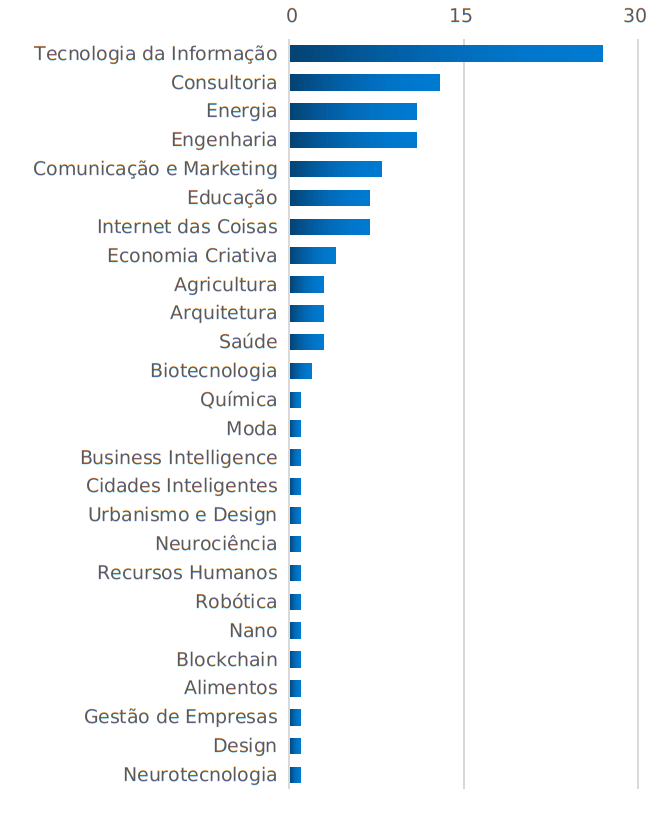 0 15 30
Tecnologia da Informação
Consultoria
Energia
Engenharia
Comunicação e Marketing
Educação
Internet das Coisas
Economia Criativa
Agricultura
Arquitetura
Saúde
Biotecnologia
Química
Moda
Business Intelligence
Cidades Inteligentes
Urbanismo e Design
Neurociência
Recursos Humanos
Robótica
Nano
Blockchain
Alimentos
Gestão de Empresas
Design
Neurotecnologia